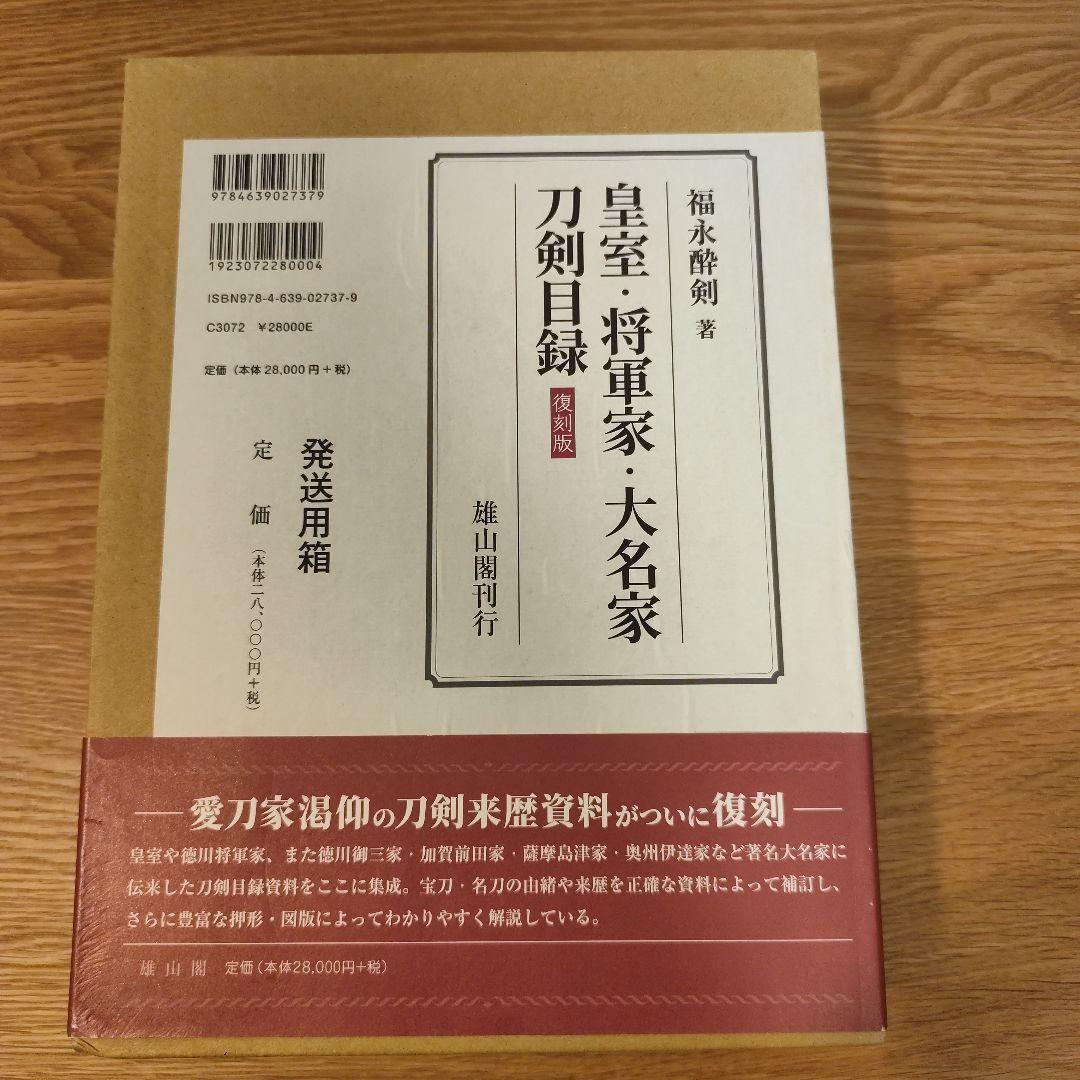 福永酔剣 著
皇室・将軍家・大名家
刀剣目録 復刻版
雄山閣刊行
9784639027379
1923072280004
ISBN978-4-639-02737-9
C3072 ￥28000E
定価（本体 28,000 円＋税）
発送用箱
定価（本体二八、〇〇〇円＋税）
愛刀家渇仰の刀剣来歴資料がついに復刻
皇室や徳川将軍家、また徳川御三家・加賀前田家・薩摩島津家・奥州伊達家など著名大名家に
伝来した刀剣目録資料をここに集成。宝刀・名刀の由緒や来歴を正確な資料によって補訂し、
さらに豊富な押形・図版によってわかりやすく解説している。
雄山閣 定価（本体28,000円+税）